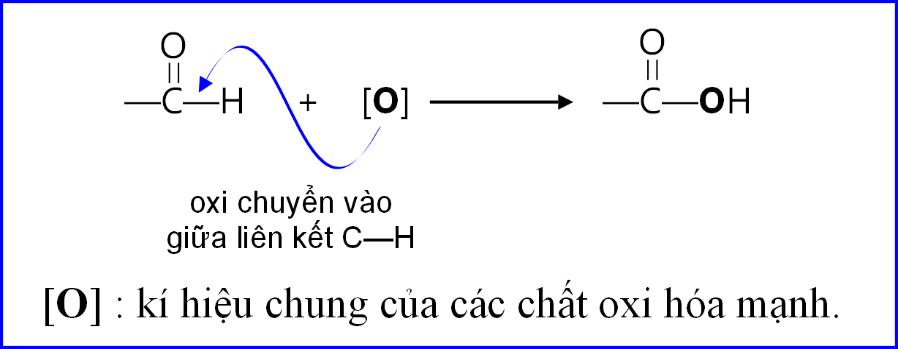 O O
—C—H + [O] → —C—OH
oxi chuyển vào
giữa liên kết C—H
[O] : kí hiệu chung của các chất oxi hóa mạnh.